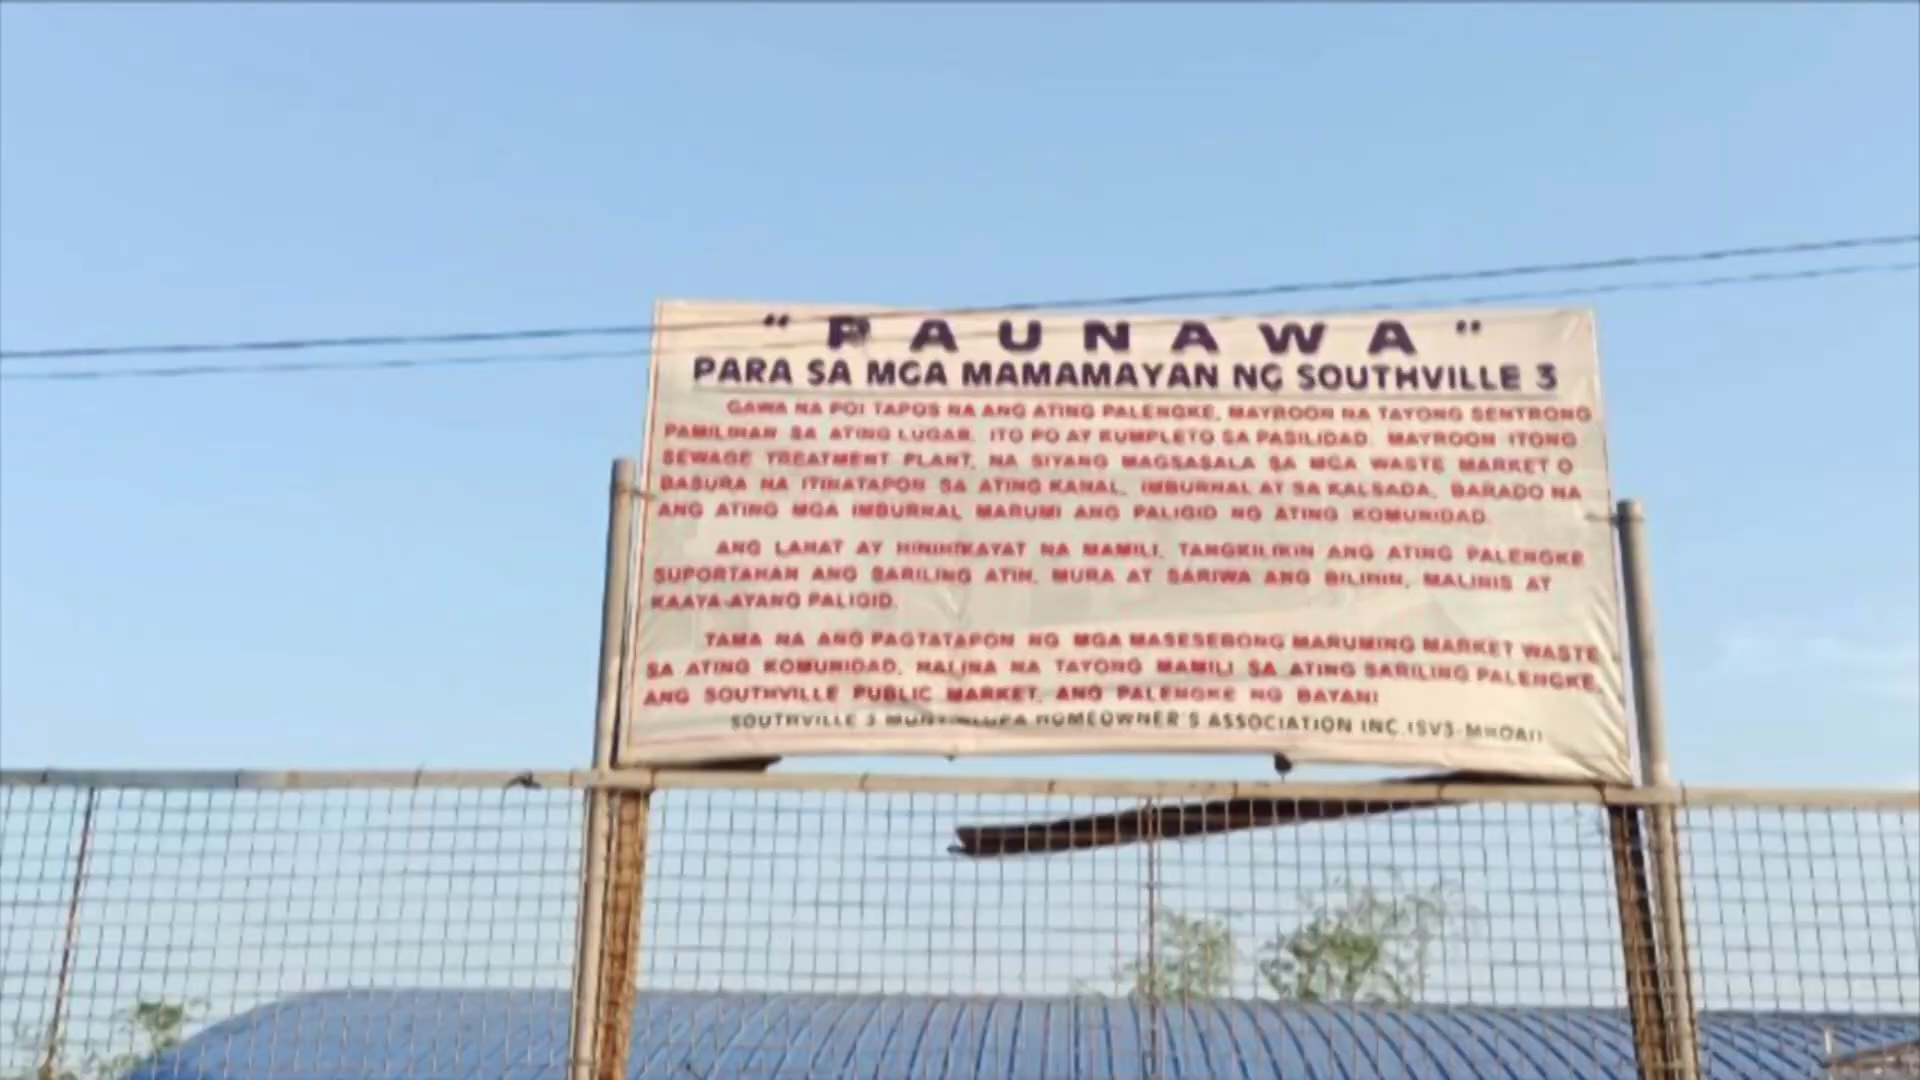 " P A U N A W A "
PARA SA MGA MAMAMAYAN NG SOUTHVILLE 3
GAWA NA PO! TAPOS NA ANG ATING PALENGKE, MAYROON NA TAYONG SENTRONG
PAMILIHAN SA ATING LUGAR. ITO PO AY KUMPLETO SA PASILIDAD. MAYROON ITONG
SEWAGE TREATMENT PLANT, NA SIYANG MAGSASALA SA MGA WASTE MARKET O
BASURA NA ITINATAPON SA ATING KANAL, IMBURNAL AT SA KALSADA, BARADO NA
ANG ATING MGA IMBURNAL MARUMI ANG PALIGID NG ATING KOMUNIDAD.
ANG LAHAT AY HINIHIKAYAT NA MAMILI, TANGKILIKIN ANG ATING PALENGKE
SUPORTAHAN ANG SARILING ATIN, MURA AT SARIWA ANG BILIHIN, MALINIS AT
KAAYA-AYANG PALIGID.
TAMA NA ANG PAGTATAPON NG MGA MASESEBONG MARUMING MARKET WASTE
SA ATING KOMUNIDAD, HALINA NA TAYONG MAMILI SA ATING SARILING PALENGKE,
ANG SOUTHVILLE PUBLIC MARKET, ANG PALENGKE NG BAYAN!
SOUTHVILLE 3 MUNTINLUPA HOMEOWNER'S ASSOCIATION INC. (SV3-MHOAI)